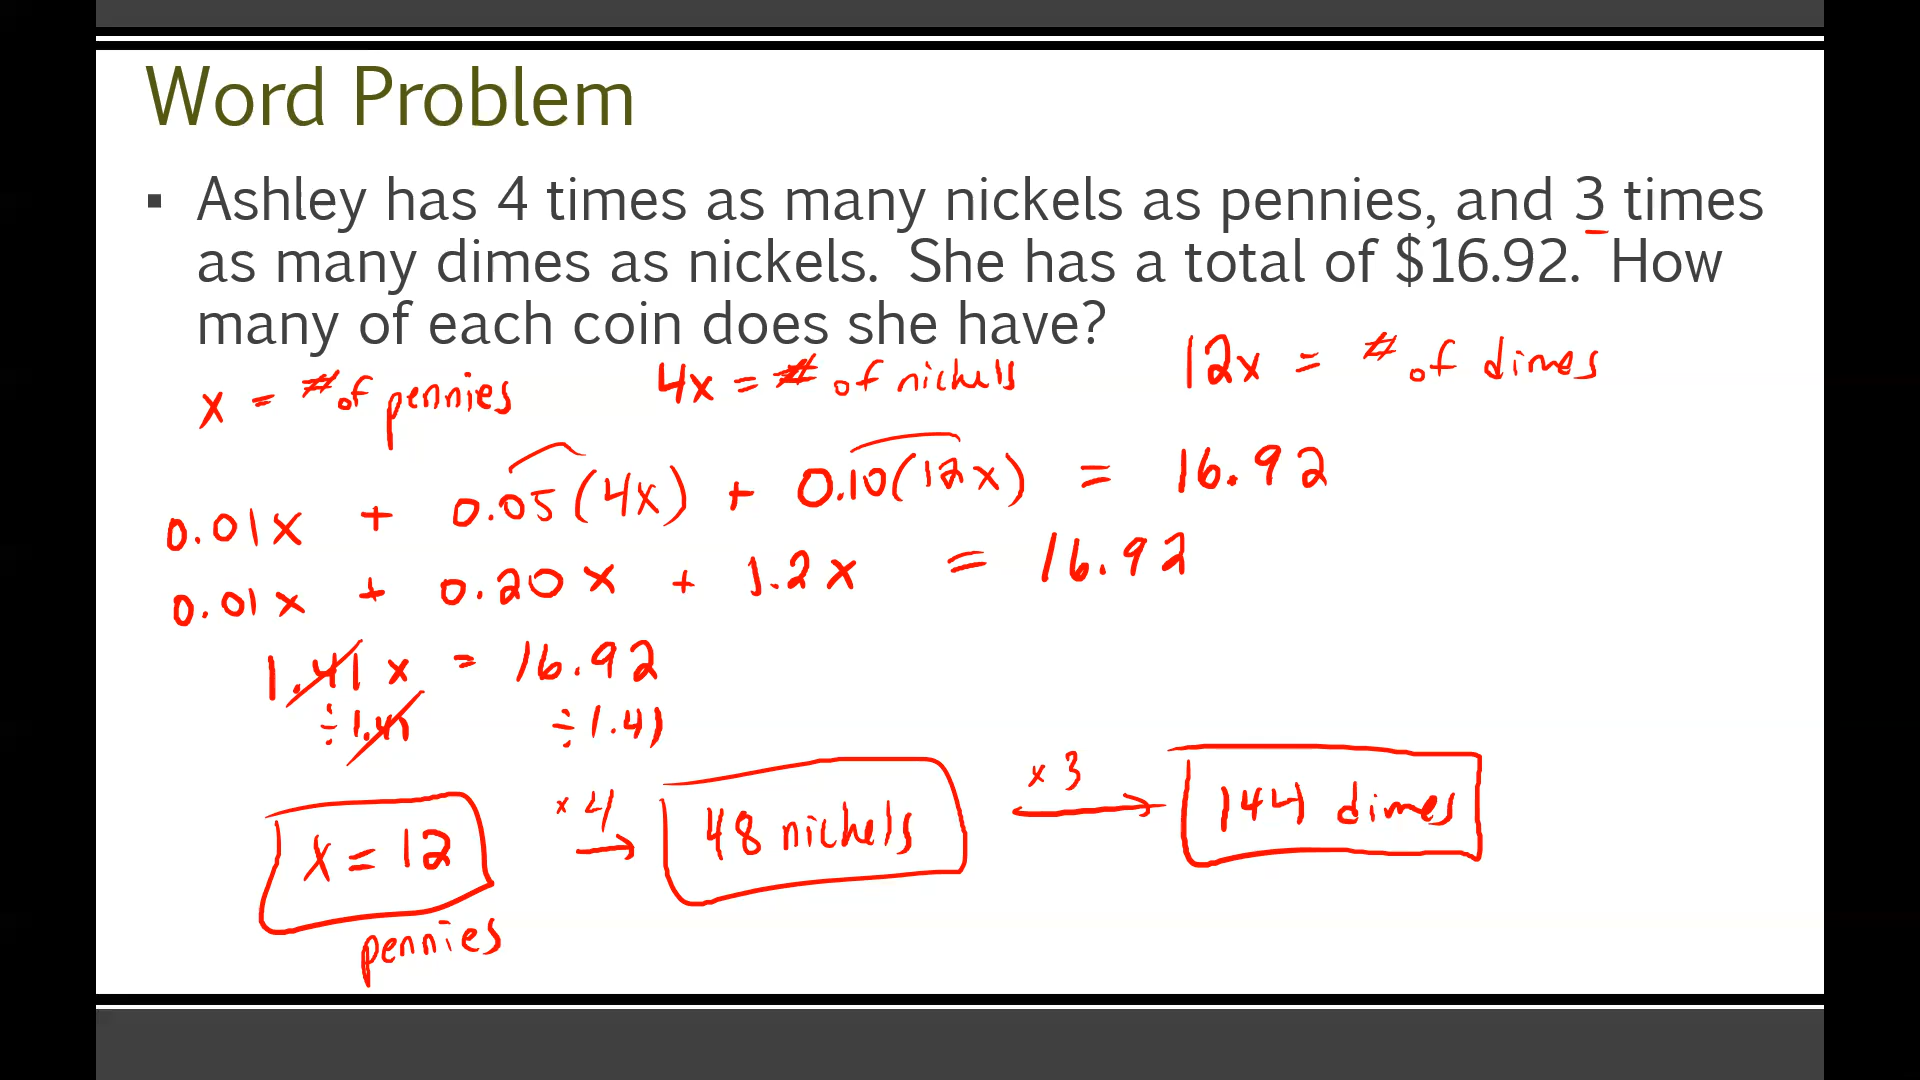 Word Problem
▪ Ashley has 4 times as many nickels as pennies, and 3 times
as many dimes as nickels. She has a total of $16.92. How
many of each coin does she have?
x = # of pennies 4x = # of nickels 12x = # of dimes
0.01x + 0.05(4x) + 0.10(12x) = 16.92
0.01x + 0.20x + 1.2x = 16.92
1.41x = 16.92
÷1.41 ÷1.41
x = 12 x4 → 48 nickels x3 → 144 dimes
pennies